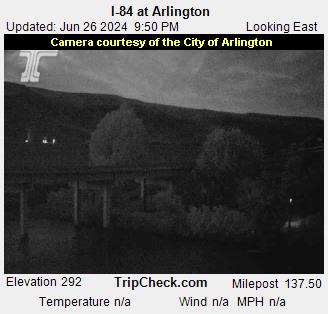 I-84 at Arlington
Updated: Jun 26 2024 9:50 PM Looking East
Camera courtesy of the City of Arlington
Elevation 292 TripCheck.com Milepost 137.50
Temperature n/a Wind n/a MPH n/a